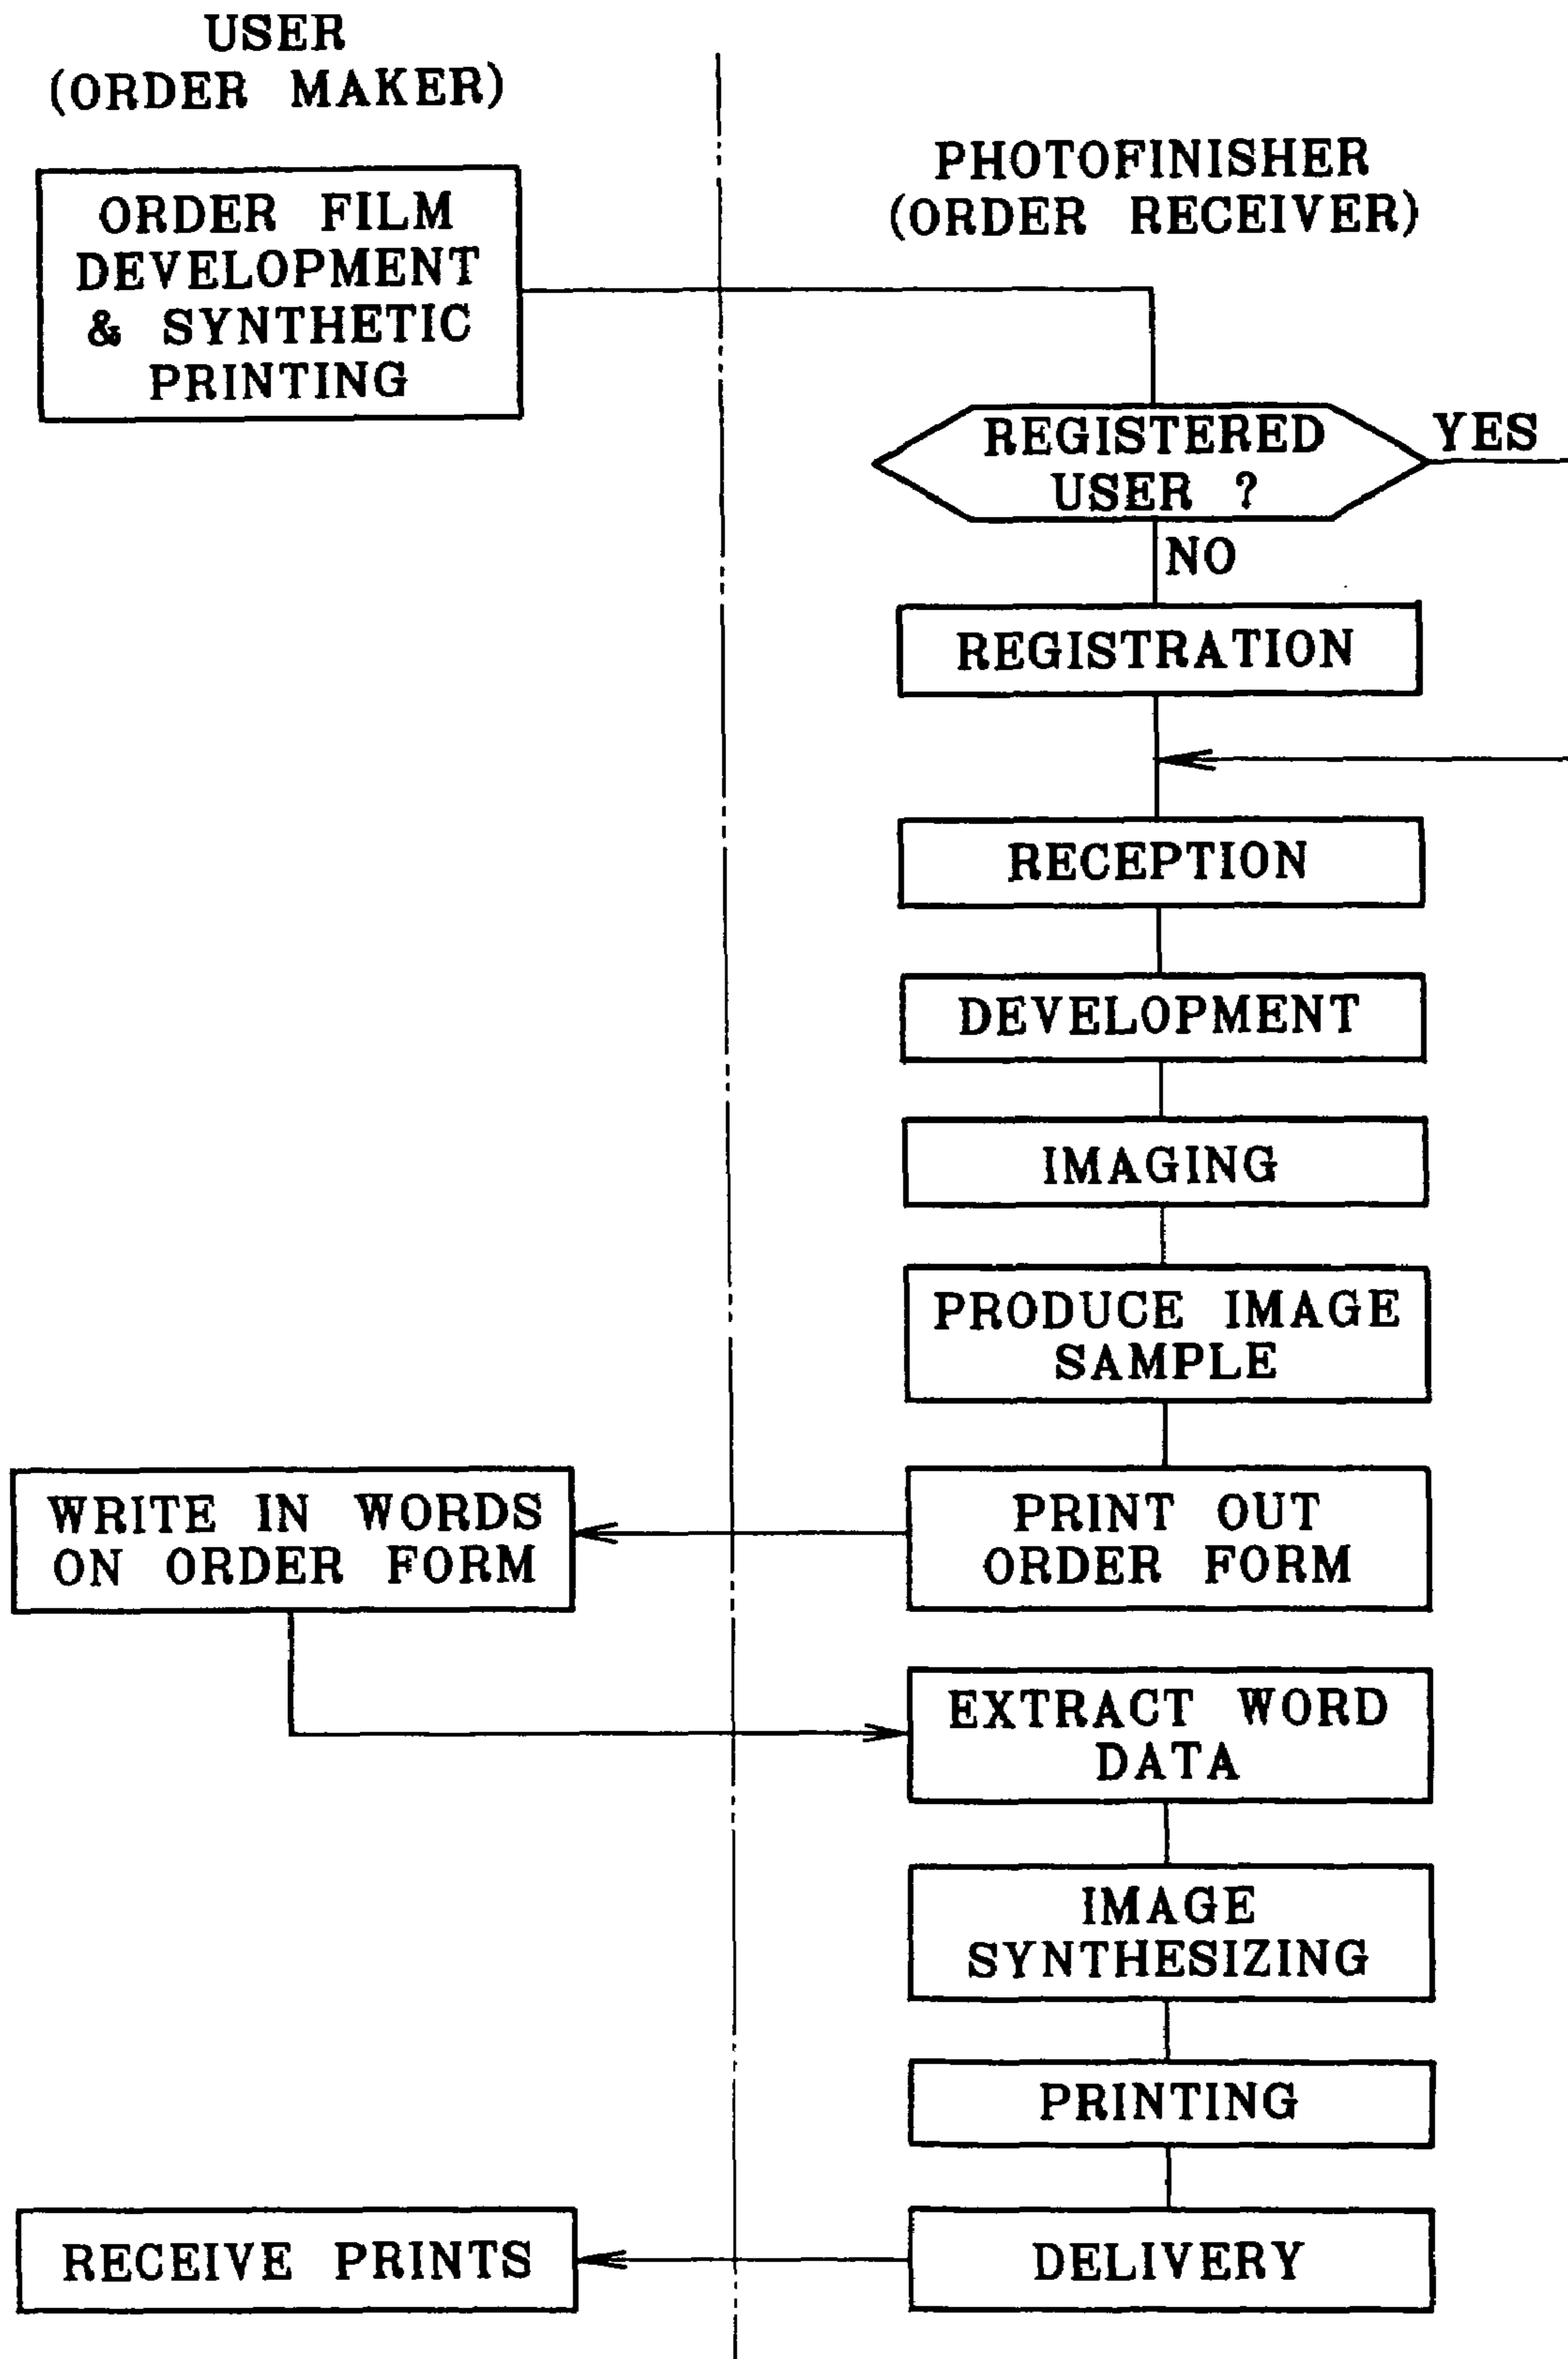 USER
(ORDER MAKER)
ORDER FILM
DEVELOPMENT
& SYNTHETIC
PRINTING
PHOTOFINISHER
(ORDER RECEIVER)
REGISTERED
USER ?
YES
NO
REGISTRATION
RECEPTION
DEVELOPMENT
IMAGING
PRODUCE IMAGE
SAMPLE
PRINT OUT
ORDER FORM
WRITE IN WORDS
ON ORDER FORM
EXTRACT WORD
DATA
IMAGE
SYNTHESIZING
PRINTING
DELIVERY
RECEIVE PRINTS